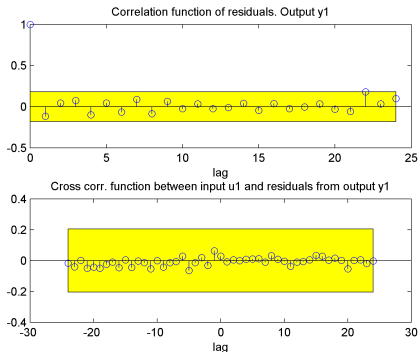 Correlation function of residuals. Output y1
1
0.5
0
-0.5
0 5 10 15 20 25
lag
Cross corr. function between input u1 and residuals from output y1
0.4
0.2
0
-0.2
-0.4
-30 -20 -10 0 10 20 30
lag